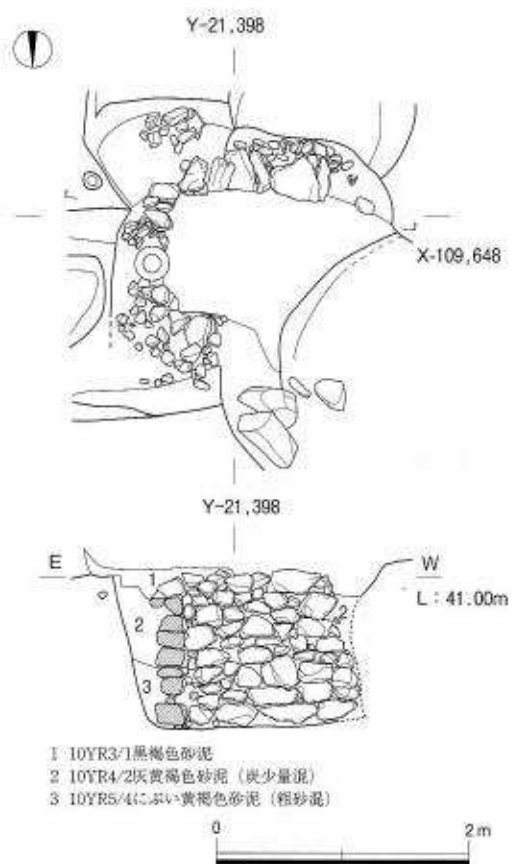 Y-21,398
X-109,648
Y-21,398
E
W
L：41.00m
1
2
2
3
1 10YR3/1黒褐色砂泥
2 10YR4/2灰黄褐色砂泥（炭少量混）
3 10YR5/4にぶい黄褐色砂泥（粗砂混）
0
2m